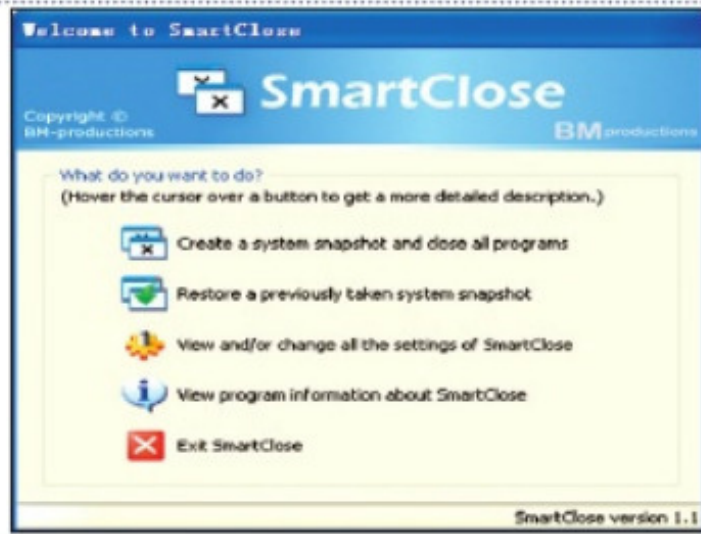 Welcome to SmartClose
SmartClose
Copyright ©
BM-productions
BM productions
What do you want to do?
(Hover the cursor over a button to get a more detailed description.)
Create a system snapshot and close all programs
Restore a previously taken system snapshot
View and/or change all the settings of SmartClose
View program information about SmartClose
Exit SmartClose
SmartClose version 1.1